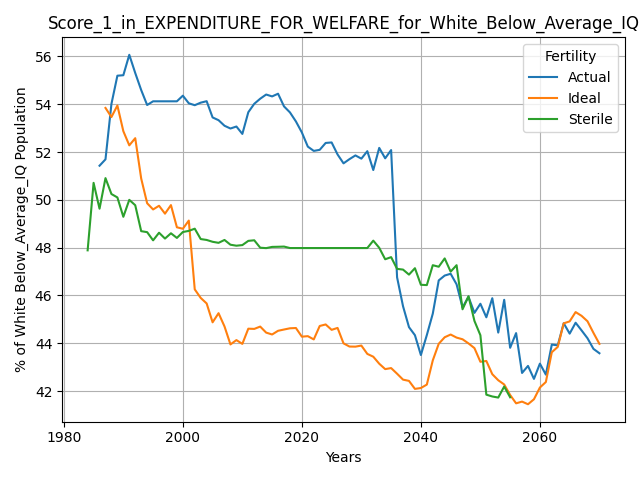 Score_1_in_EXPENDITURE_FOR_WELFARE_for_White_Below_Average_IQ
% of White Below_Average_IQ Population
56
54
52
50
48
46
44
42
Fertility
Actual
Ideal
Sterile
1980 2000 2020 2040 2060
Years